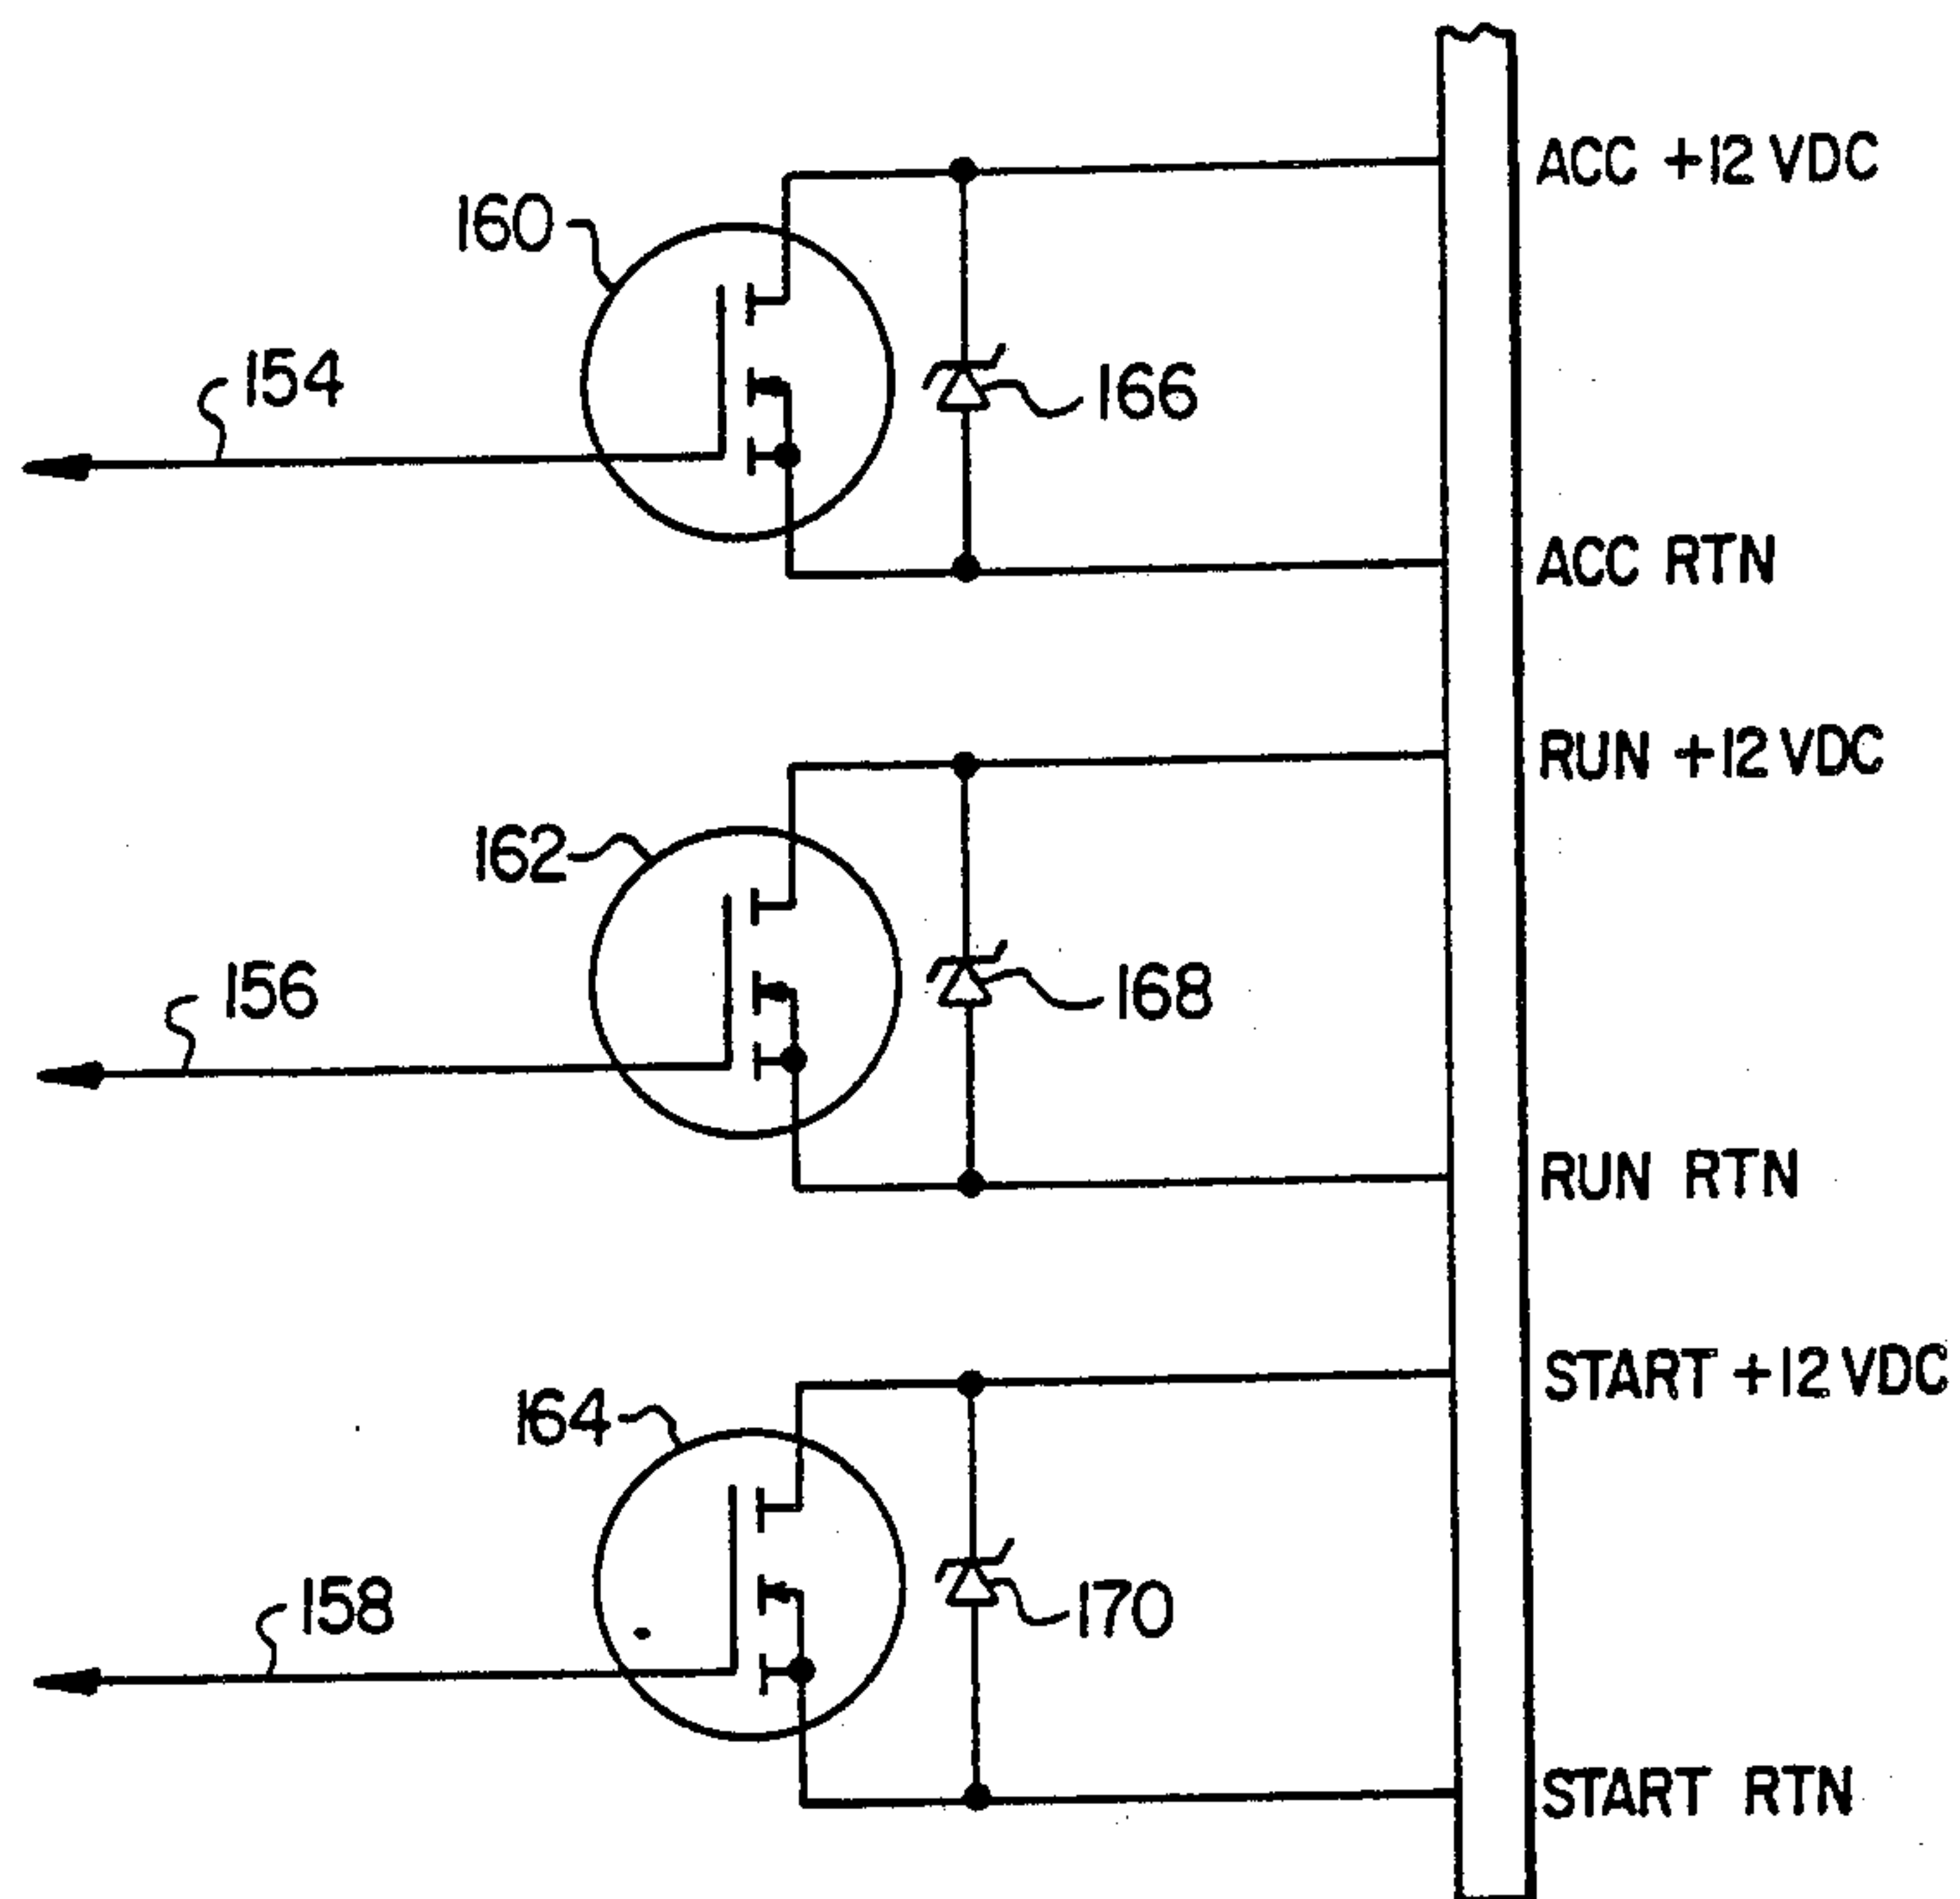 ACC +12 VDC
160
154
166
ACC RTN
RUN +12 VDC
162
156
168
RUN RTN
START +12 VDC
164
158
170
START RTN